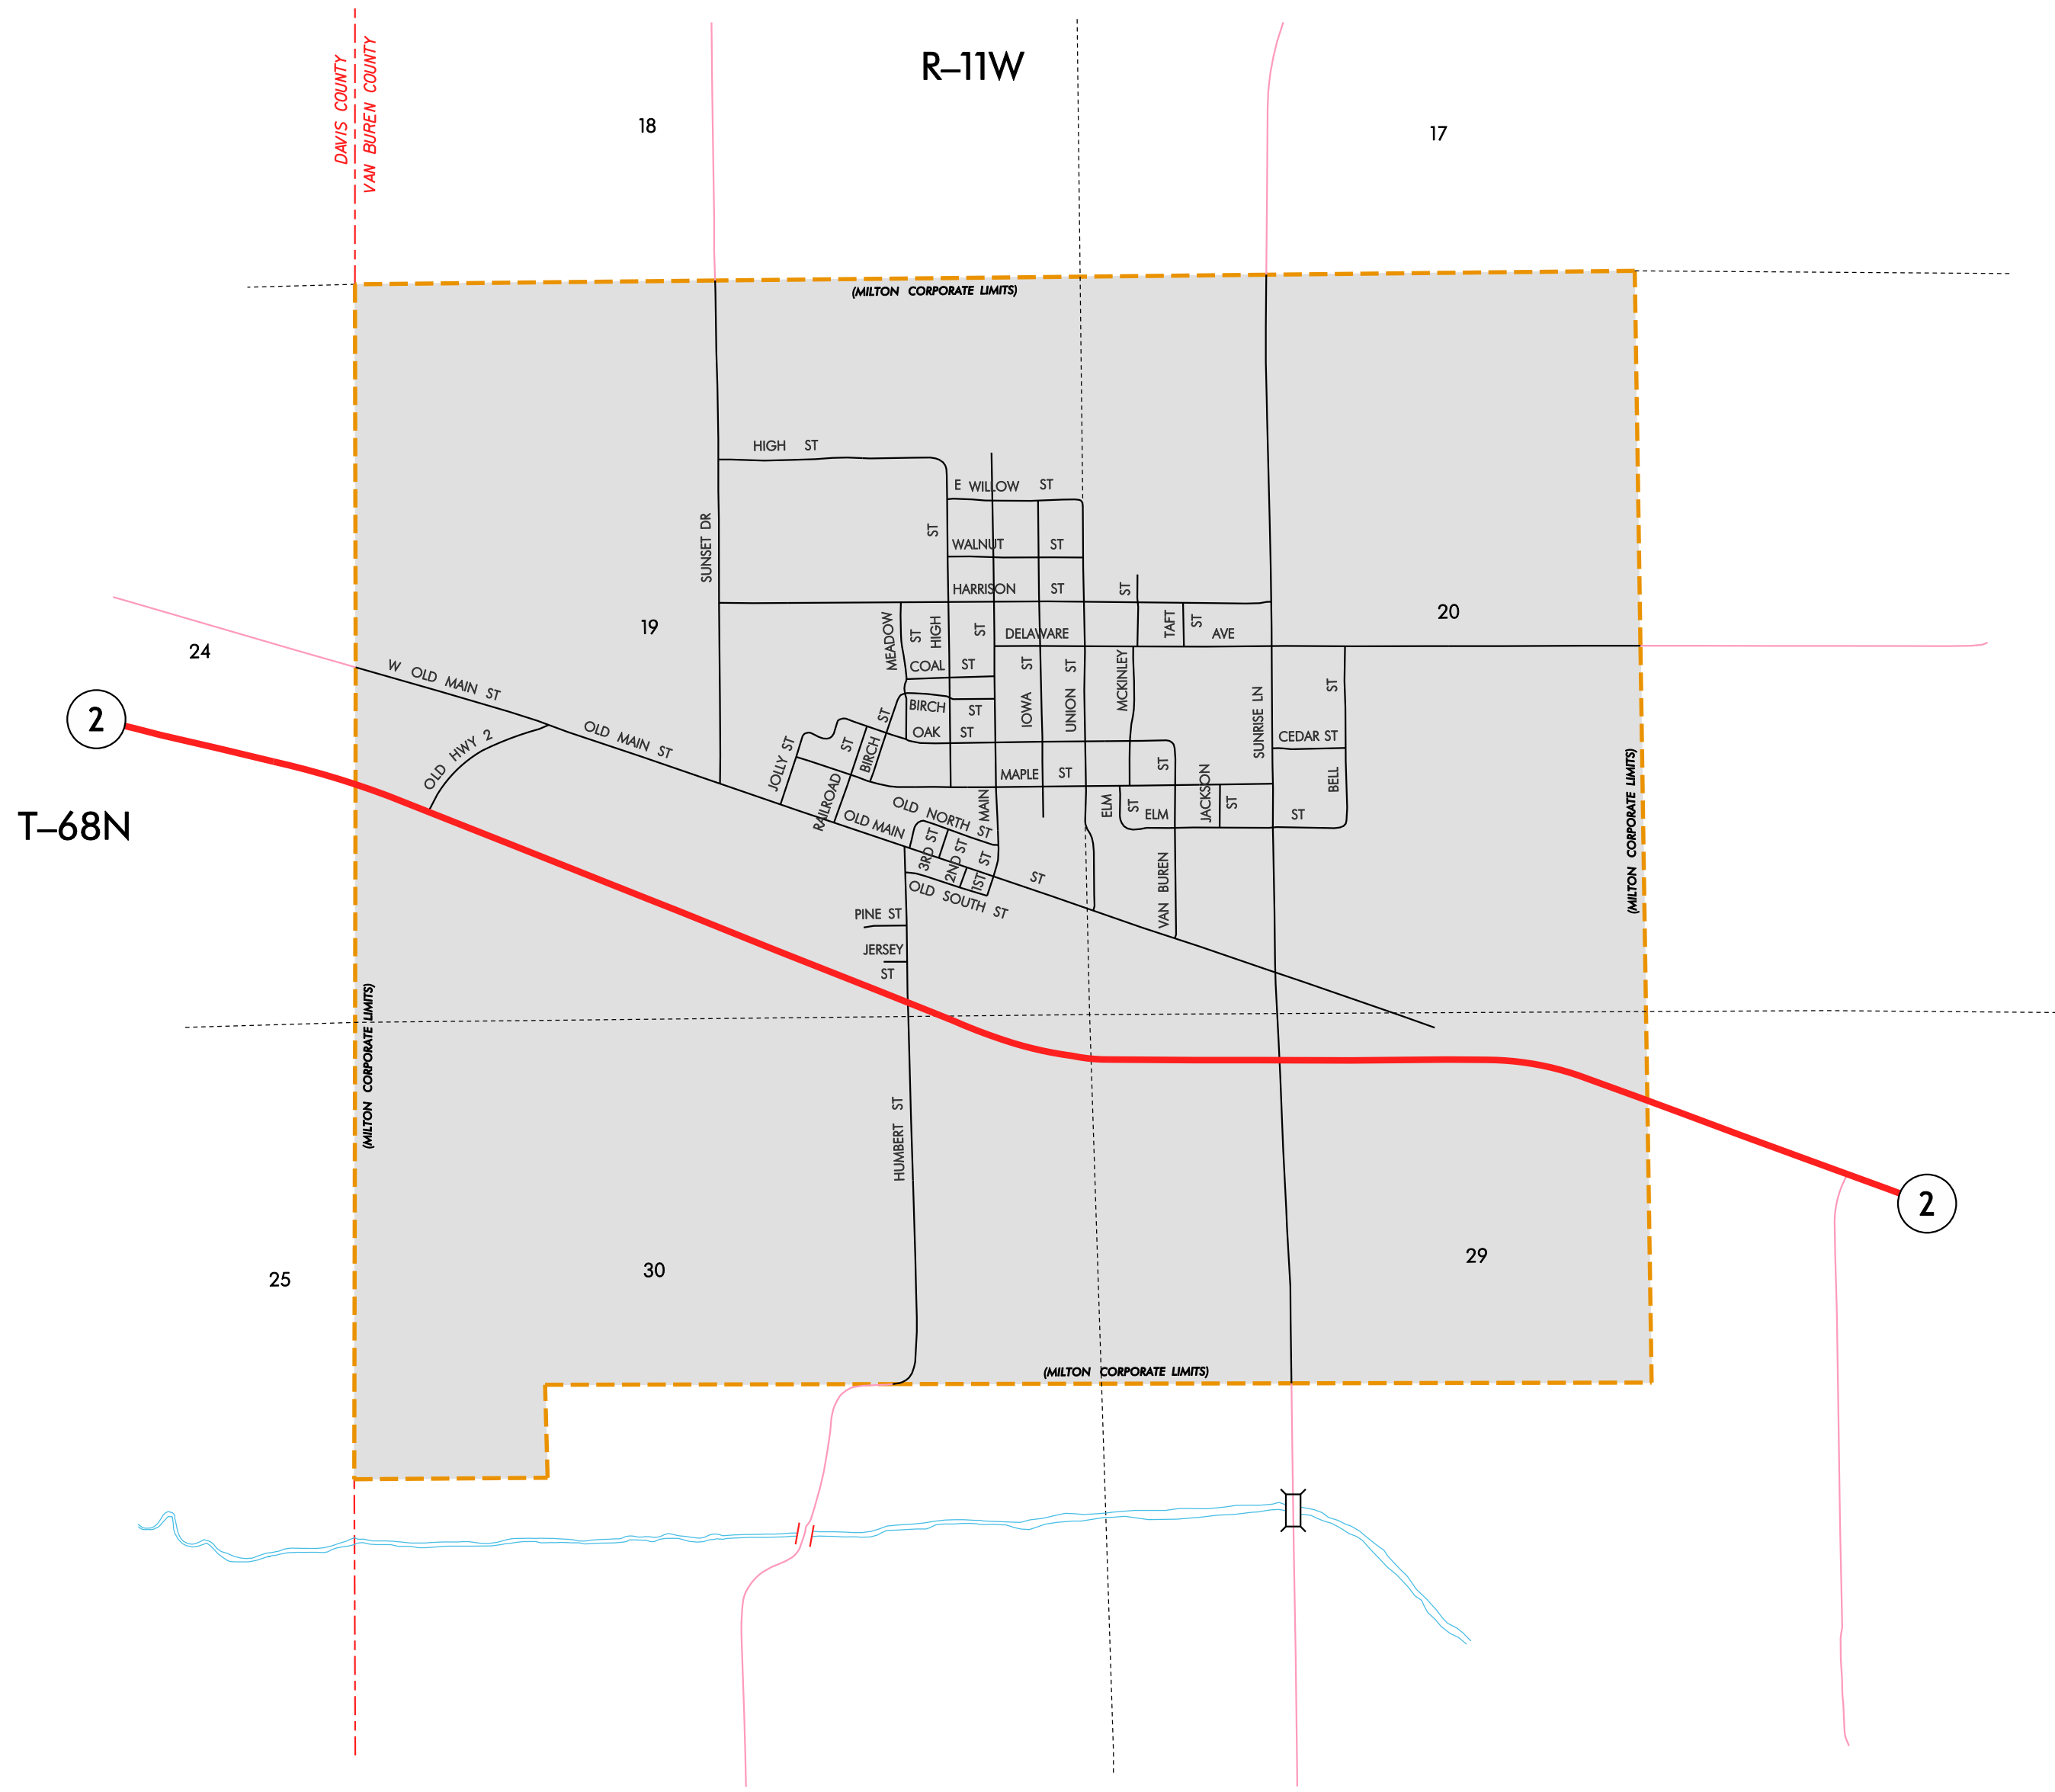 R–11W
DAVIS COUNTY
VAN BUREN COUNTY
18
17
(MILTON CORPORATE LIMITS)
HIGH ST
E WILLOW ST
SUNSET DR
ST
WALNUT ST
HARRISON ST
ST
19
20
24
MEADOW ST
HIGH
ST
DELAWARE AVE
TAFT ST
W OLD MAIN ST
COAL ST
IOWA ST
UNION ST
MCKINLEY
SUNRISE LN
ST
BIRCH ST
2
OLD HWY 2
OLD MAIN ST
JOLLY ST
ST
BIRCH ST
OAK ST
CEDAR ST
T–68N
RAILROAD
MAPLE ST
ST
JACKSON ST
BELL
(MILTON CORPORATE LIMITS)
OLD NORTH ST
MAIN
ELM ST
ELM ST
OLD MAIN ST
3RD ST
2ND ST
1ST ST
OLD SOUTH ST
VAN BUREN
PINE ST
JERSEY
ST
(MILTON CORPORATE LIMITS)
HUMBERT ST
2
25
30
29
(MILTON CORPORATE LIMITS)